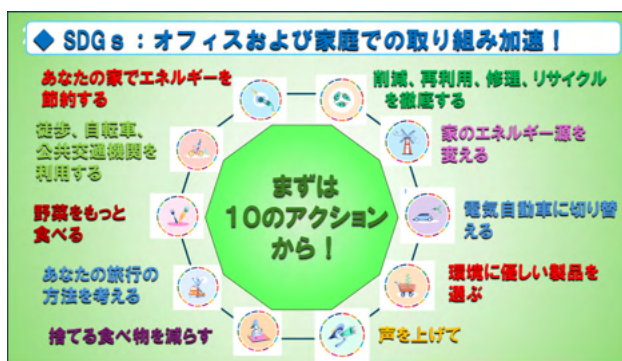 ◆ SDGs：オフィスおよび家庭での取り組み加速！
あなたの家でエネルギーを
節約する
削減、再利用、修理、リサイクル
を徹底する
徒歩、自転車、
公共交通機関を
利用する
家のエネルギー源を
変える
まずは
10のアクション
から！
野菜をもっと
食べる
電気自動車に切り替
える
あなたの旅行の
方法を考える
環境に優しい製品を
選ぶ
捨てる食べ物を減らす
声を上げて